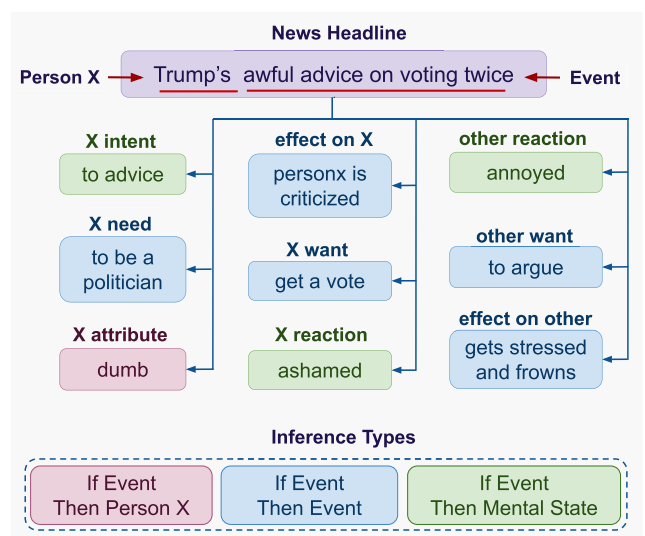 News Headline
Person X
Trump's awful advice on voting twice
Event
X intent
to advice
X need
to be a
politician
X attribute
dumb
effect on X
personx is
criticized
X want
get a vote
X reaction
ashamed
other reaction
annoyed
other want
to argue
effect on other
gets stressed
and frowns
Inference Types
If Event
Then Person X
If Event
Then Event
If Event
Then Mental State